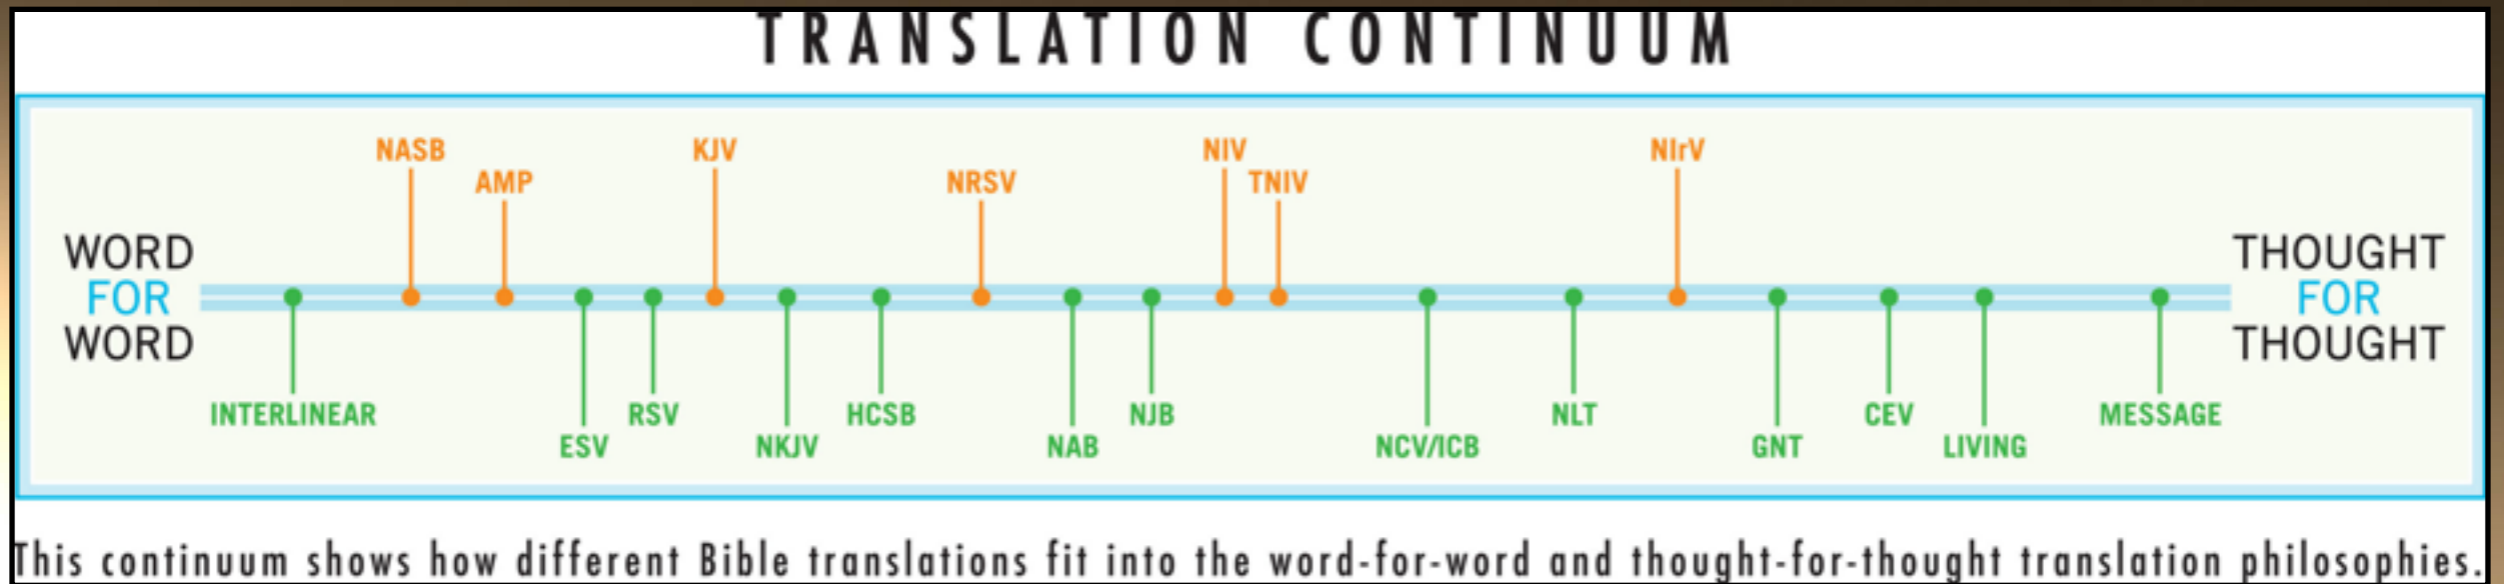 TRANSLATION CONTINUUM
NASB KJV NIV NIrV
AMP NRSV TNIV
WORD
FOR
WORD
THOUGHT
FOR
THOUGHT
INTERLINEAR RSV HCSB NJB NLT CEV MESSAGE
ESV NKJV NAB NCV/ICB GNT LIVING
This continuum shows how different Bible translations fit into the word-for-word and thought-for-thought translation philosophies.